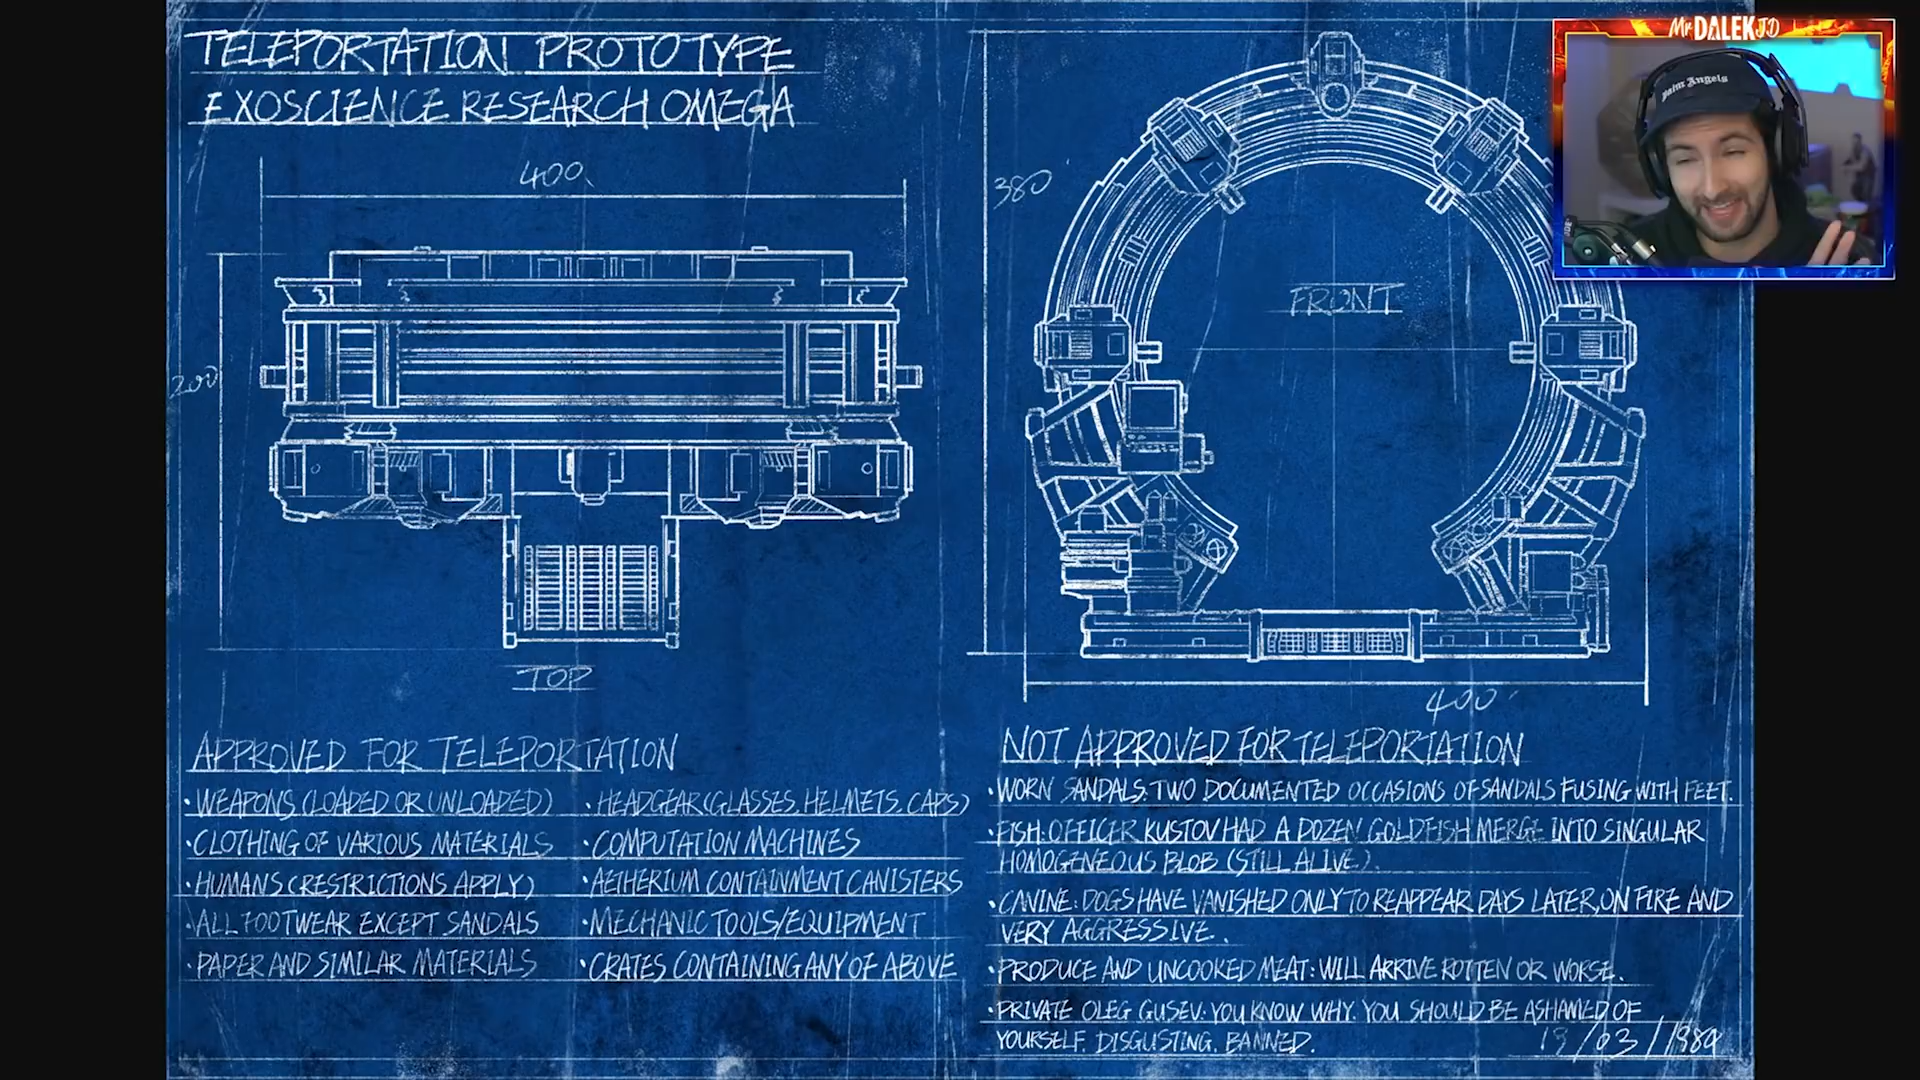 TELEPORTATION PROTOTYPE
EXOSCIENCE RESEARCH OMEGA
400
200
TOP
380
FRONT
400
Mr DALEKJD
Palm Angels
APPROVED FOR TELEPORTATION
• WEAPONS (LOADED OR UNLOADED)
• CLOTHING OF VARIOUS MATERIALS
• HUMANS (RESTRICTIONS APPLY)
• ALL FOOTWEAR EXCEPT SANDALS
• PAPER AND SIMILAR MATERIALS
• HEADGEAR (GLASSES, HELMETS, CAPS)
• COMPUTATION MACHINES
• AETHERIUM CONTAINMENT CANISTERS
• MECHANIC TOOLS/EQUIPMENT
• CRATES CONTAINING ANY OF ABOVE
NOT APPROVED FOR TELEPORTATION
• WORN SANDALS: TWO DOCUMENTED OCCASIONS OF SANDALS FUSING WITH FEET.
• FISH: OFFICER KUSTOV HAD A DOZEN GOLDFISH MERGE INTO SINGULAR
HOMOGENEOUS BLOB (STILL ALIVE).
• CANINE: DOGS HAVE VANISHED ONLY TO REAPPEAR DAYS LATER, ON FIRE AND
VERY AGGRESSIVE.
• PRODUCE AND UNCOOKED MEAT: WILL ARRIVE ROTTEN OR WORSE.
• PRIVATE OLEG GUSEV: YOU KNOW WHY. YOU SHOULD BE ASHAMED OF
YOURSELF. DISGUSTING. BANNED.
19/03/1984